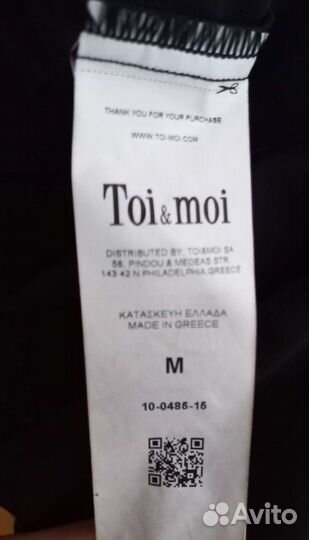 THANK YOU FOR YOUR PURCHASE
WWW.TOI-MOI.COM
Toi&moi
DISTRIBUTED BY: TOI&MOI SA
56, PINDOU & MEDEAS STR.
143 42 N.PHILADELPHIA,GREECE
ΚΑΤΑΣΚΕΥΗ ΕΛΛΑΔΑ
MADE IN GREECE
M
10-0485-15
Avito